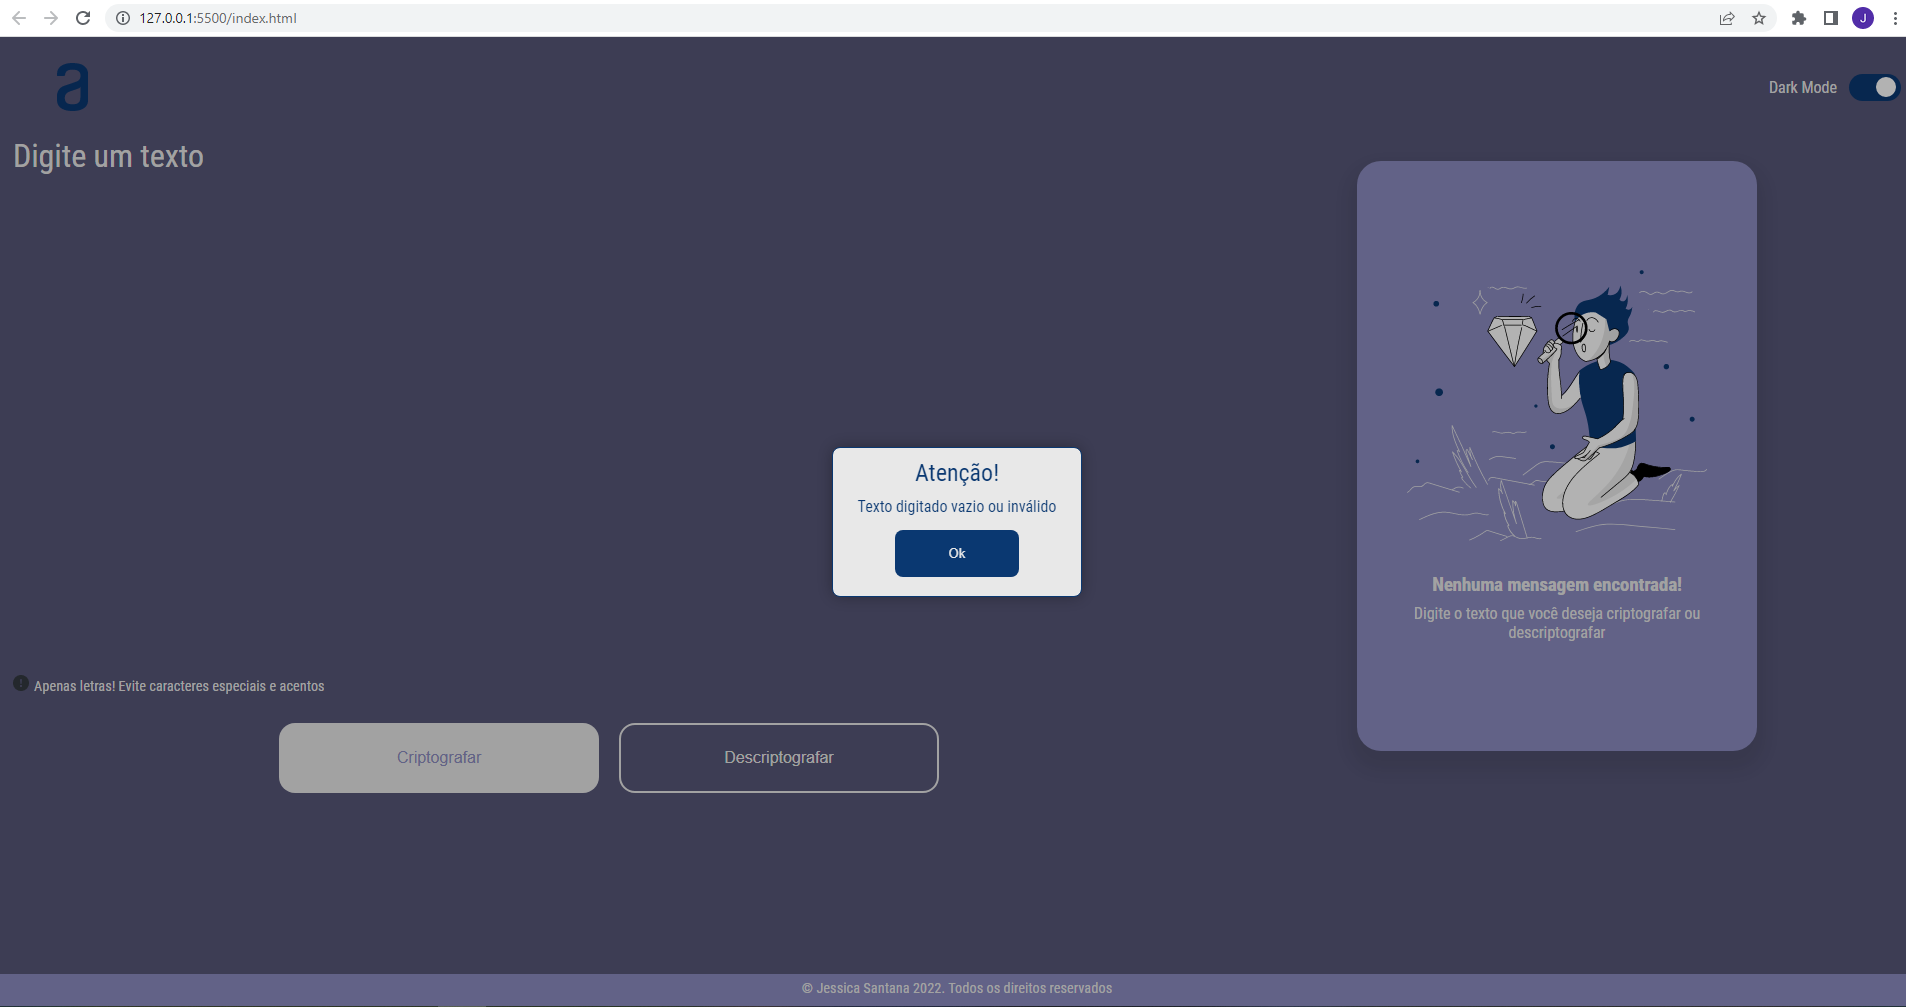 127.0.0.1:5500/index.html
J
a
Dark Mode
Digite um texto
Atenção!
Texto digitado vazio ou inválido
Ok
Nenhuma mensagem encontrada!
Digite o texto que você deseja criptografar ou
descriptografar
! Apenas letras! Evite caracteres especiais e acentos
Criptografar
Descriptografar
© Jessica Santana 2022. Todos os direitos reservados